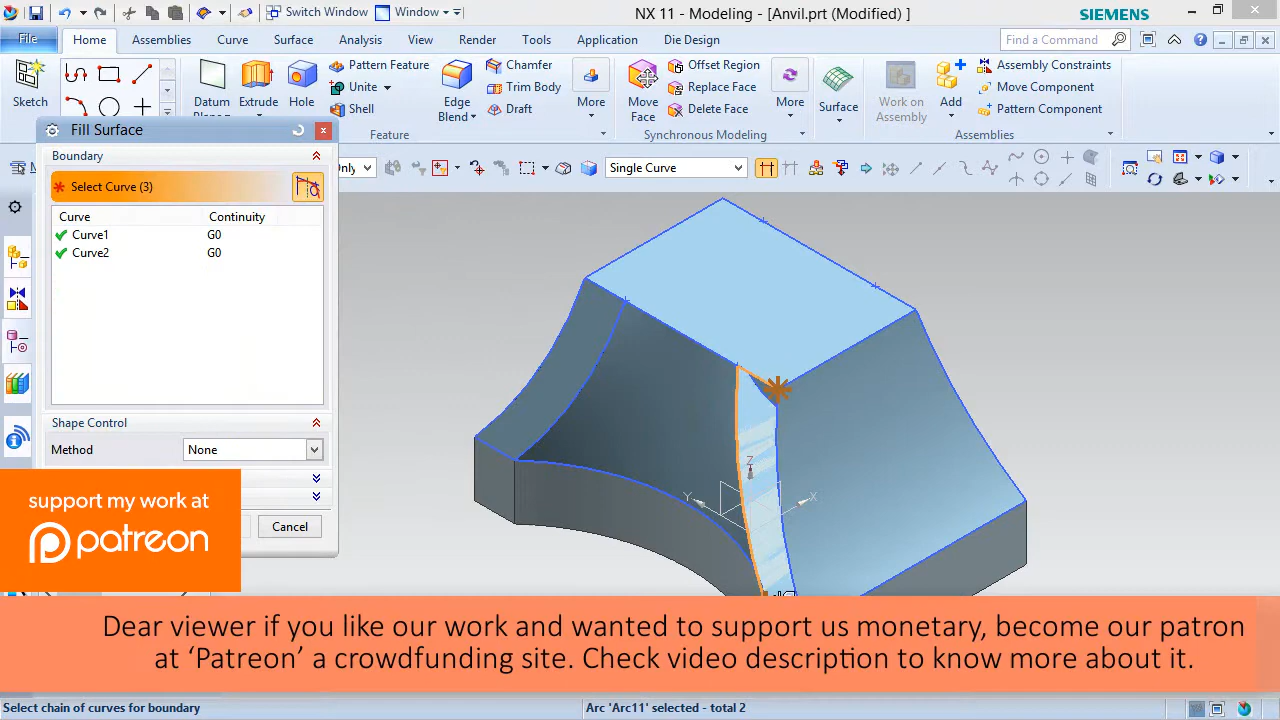 Switch Window
Window
NX 11 - Modeling - [Anvil.prt (Modified) ]
SIEMENS
File
Home
Assemblies
Curve
Surface
Analysis
View
Render
Tools
Application
Die Design
Find a Command
Sketch
Datum
Extrude
Hole
Pattern Feature
Unite
Shell
Edge
Blend
Chamfer
Trim Body
Draft
More
Feature
Move
Face
Offset Region
Replace Face
Delete Face
More
Synchronous Modeling
Surface
Work on
Assembly
Add
Assembly Constraints
Move Component
Pattern Component
Assemblies
Fill Surface
Only
Single Curve
Boundary
Select Curve (3)
Curve Continuity
Curve1 G0
Curve2 G0
Shape Control
Method None
Cancel
Z
Y
X
support my work at
patreon
Dear viewer if you like our work and wanted to support us monetary, become our patron
at ‘Patreon’ a crowdfunding site. Check video description to know more about it.
Select chain of curves for boundary
Arc 'Arc11' selected - total 2